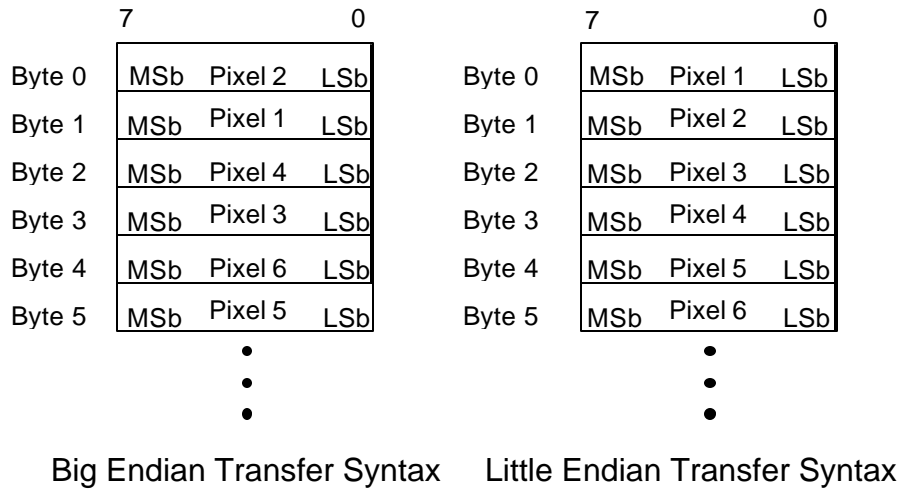 7 0 7 0
Byte 0 MSb Pixel 2 LSb Byte 0 MSb Pixel 1 LSb
Byte 1 MSb Pixel 1 LSb Byte 1 MSb Pixel 2 LSb
Byte 2 MSb Pixel 4 LSb Byte 2 MSb Pixel 3 LSb
Byte 3 MSb Pixel 3 LSb Byte 3 MSb Pixel 4 LSb
Byte 4 MSb Pixel 6 LSb Byte 4 MSb Pixel 5 LSb
Byte 5 MSb Pixel 5 LSb Byte 5 MSb Pixel 6 LSb
Big Endian Transfer Syntax Little Endian Transfer Syntax